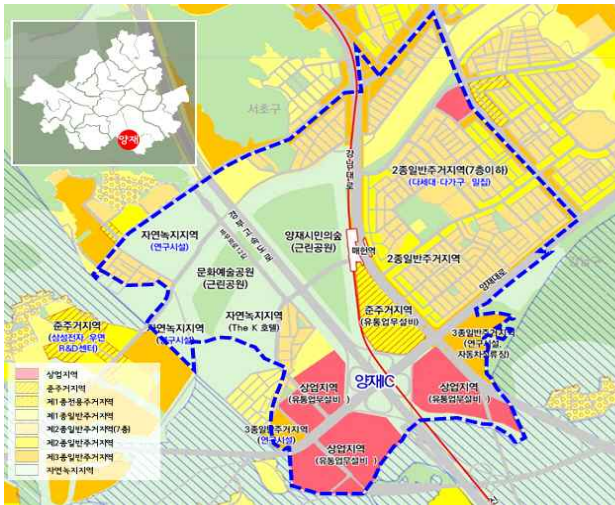 양재
서초구
강남대로
2종일반주거지역(7층이하)
(다세대·다가구 밀집)
자연녹지지역
(연구시설)
경부고속도로
양재시민의숲
(근린공원)
매헌역
2종일반주거지역
양재대로
문화예술공원
(근린공원)
준주거지역
(유통업무설비)
준주거지역
(삼성전자 우면
R&D센터)
자연녹지지역
(연구시설)
자연녹지지역
(The K 호텔)
3종일반주거지역
(연구시설,
자동차정류장)
양재IC
상업지역
(유통업무설비 )
상업지역
(유통업무설비 )
3종일반주거지역
(연구시설)
상업지역
(유통업무설비 )
상업지역
준주거지역
제1종전용주거지역
제1종일반주거지역
제2종일반주거지역(7층)
제2종일반주거지역
제3종일반주거지역
자연녹지지역